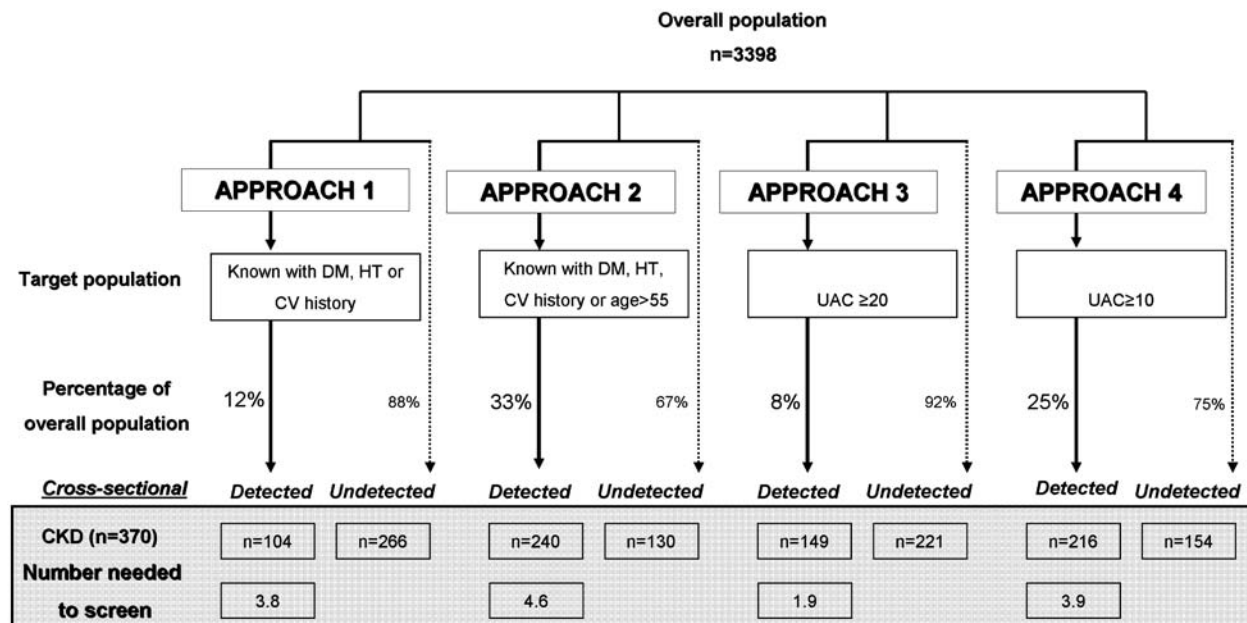 Overall population
n=3398
APPROACH 1
APPROACH 2
APPROACH 3
APPROACH 4
Target population
Known with DM, HT or
CV history
Known with DM, HT,
CV history or age>55
UAC ≥20
UAC≥10
Percentage of
overall population
12%
88%
33%
67%
8%
92%
25%
75%
Cross-sectional
Detected
Undetected
Detected
Undetected
Detected
Undetected
Detected
Undetected
CKD (n=370)
n=104
n=266
n=240
n=130
n=149
n=221
n=216
n=154
Number needed
to screen
3.8
4.6
1.9
3.9